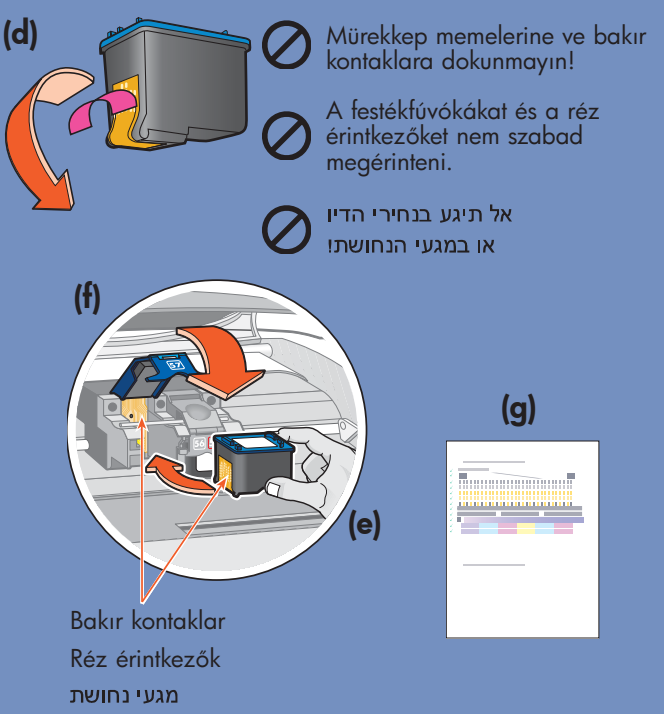 (d)
Mürekkep memelerine ve bakır
kontaklara dokunmayın!
A festékfúvókákat és a réz
érintkezőket nem szabad
megérinteni.
אל תיגע בנחירי הדיו
או במגעי הנחושת!
(f)
57
56
(e)
(g)
Bakır kontaklar
Réz érintkezők
מגעי נחושת